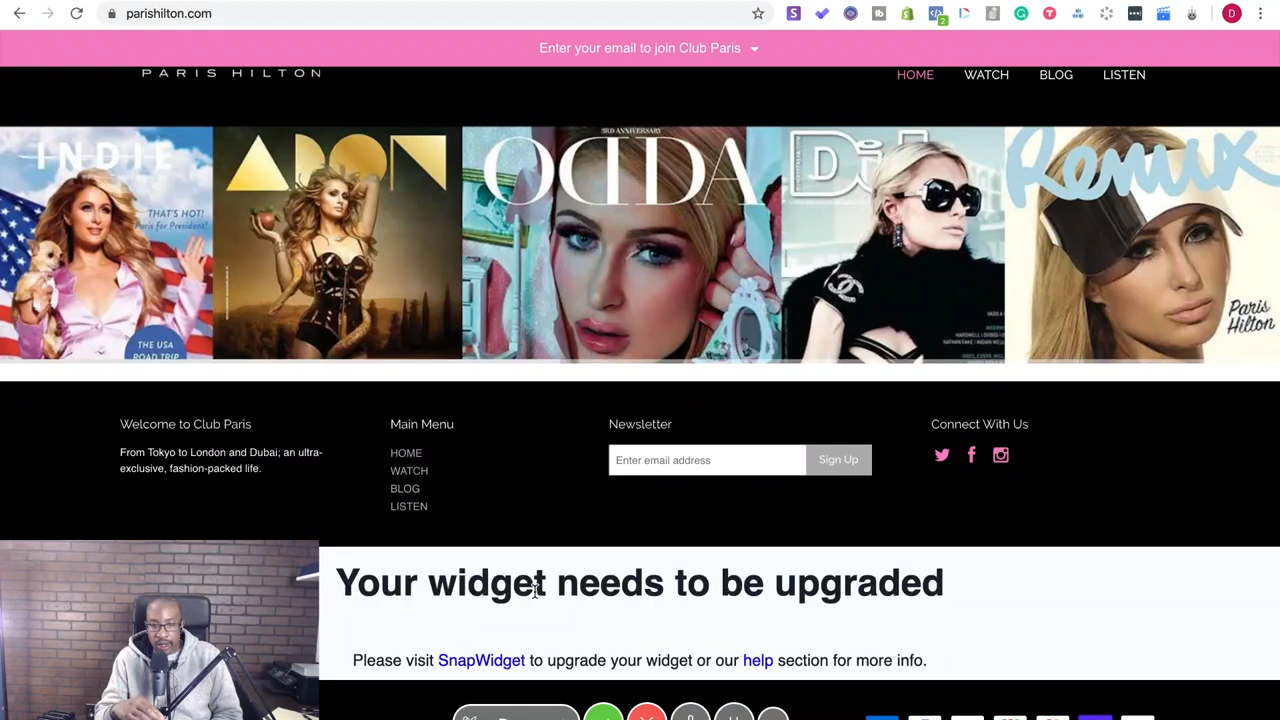 parishilton.com
2
D
Enter your email to join Club Paris
PARIS HILTON
HOME
WATCH
BLOG
LISTEN
INDIE
THAT'S HOT!
Paris for President!
THE USA
ROAD TRIP
ADON
3RD ANNIVERSARY
ODDA
DJ
Remix
Paris
Hilton
Welcome to Club Paris
From Tokyo to London and Dubai; an ultra-
exclusive, fashion-packed life.
Main Menu
HOME
WATCH
BLOG
LISTEN
Newsletter
Enter email address
Sign Up
Connect With Us
Your widget needs to be upgraded
Please visit SnapWidget to upgrade your widget or our help section for more info.